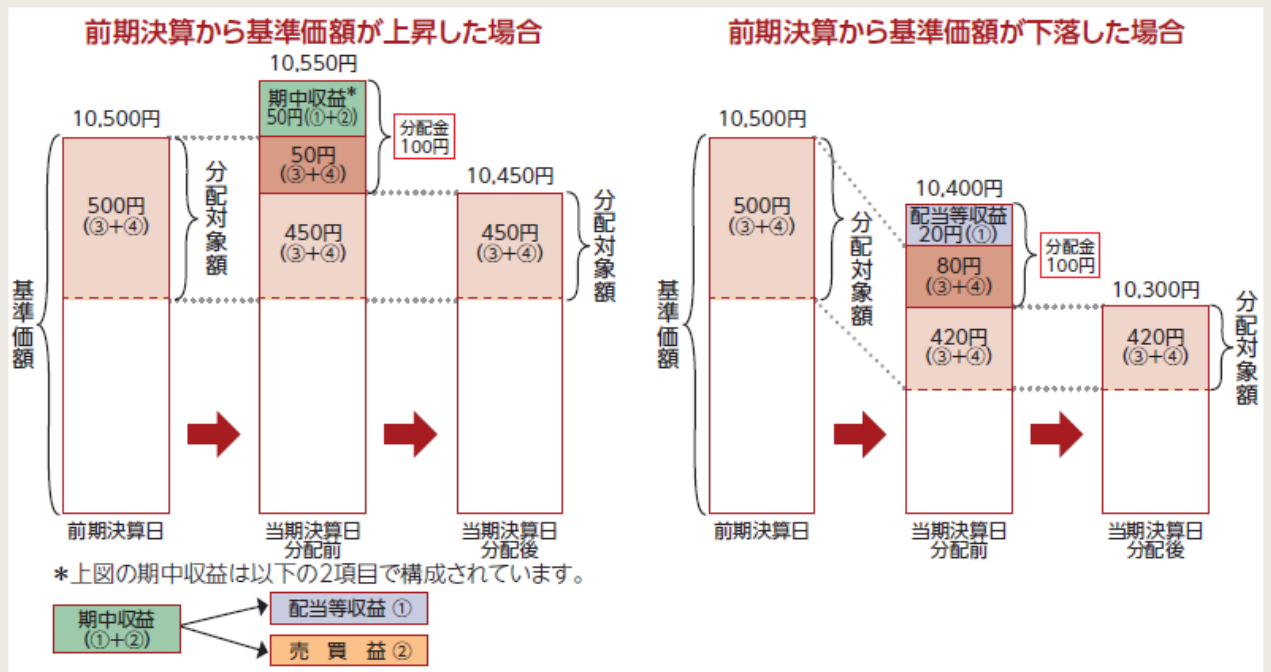 前期決算から基準価額が上昇した場合
10,550円
10,500円
期中収益*
50円(①+②)
分配金
100円
50円
(③+④)
500円
(③+④)
分配対象額
10,450円
450円
(③+④)
450円
(③+④)
分配対象額
基準価額
前期決算日
当期決算日
分配前
当期決算日
分配後
*上図の期中収益は以下の2項目で構成されています。
期中収益
(①+②)
配当等収益 ①
売 買 益 ②
前期決算から基準価額が下落した場合
10,500円
500円
(③+④)
分配対象額
10,400円
配当等収益
20円(①)
分配金
100円
80円
(③+④)
420円
(③+④)
10,300円
420円
(③+④)
分配対象額
基準価額
前期決算日
当期決算日
分配前
当期決算日
分配後